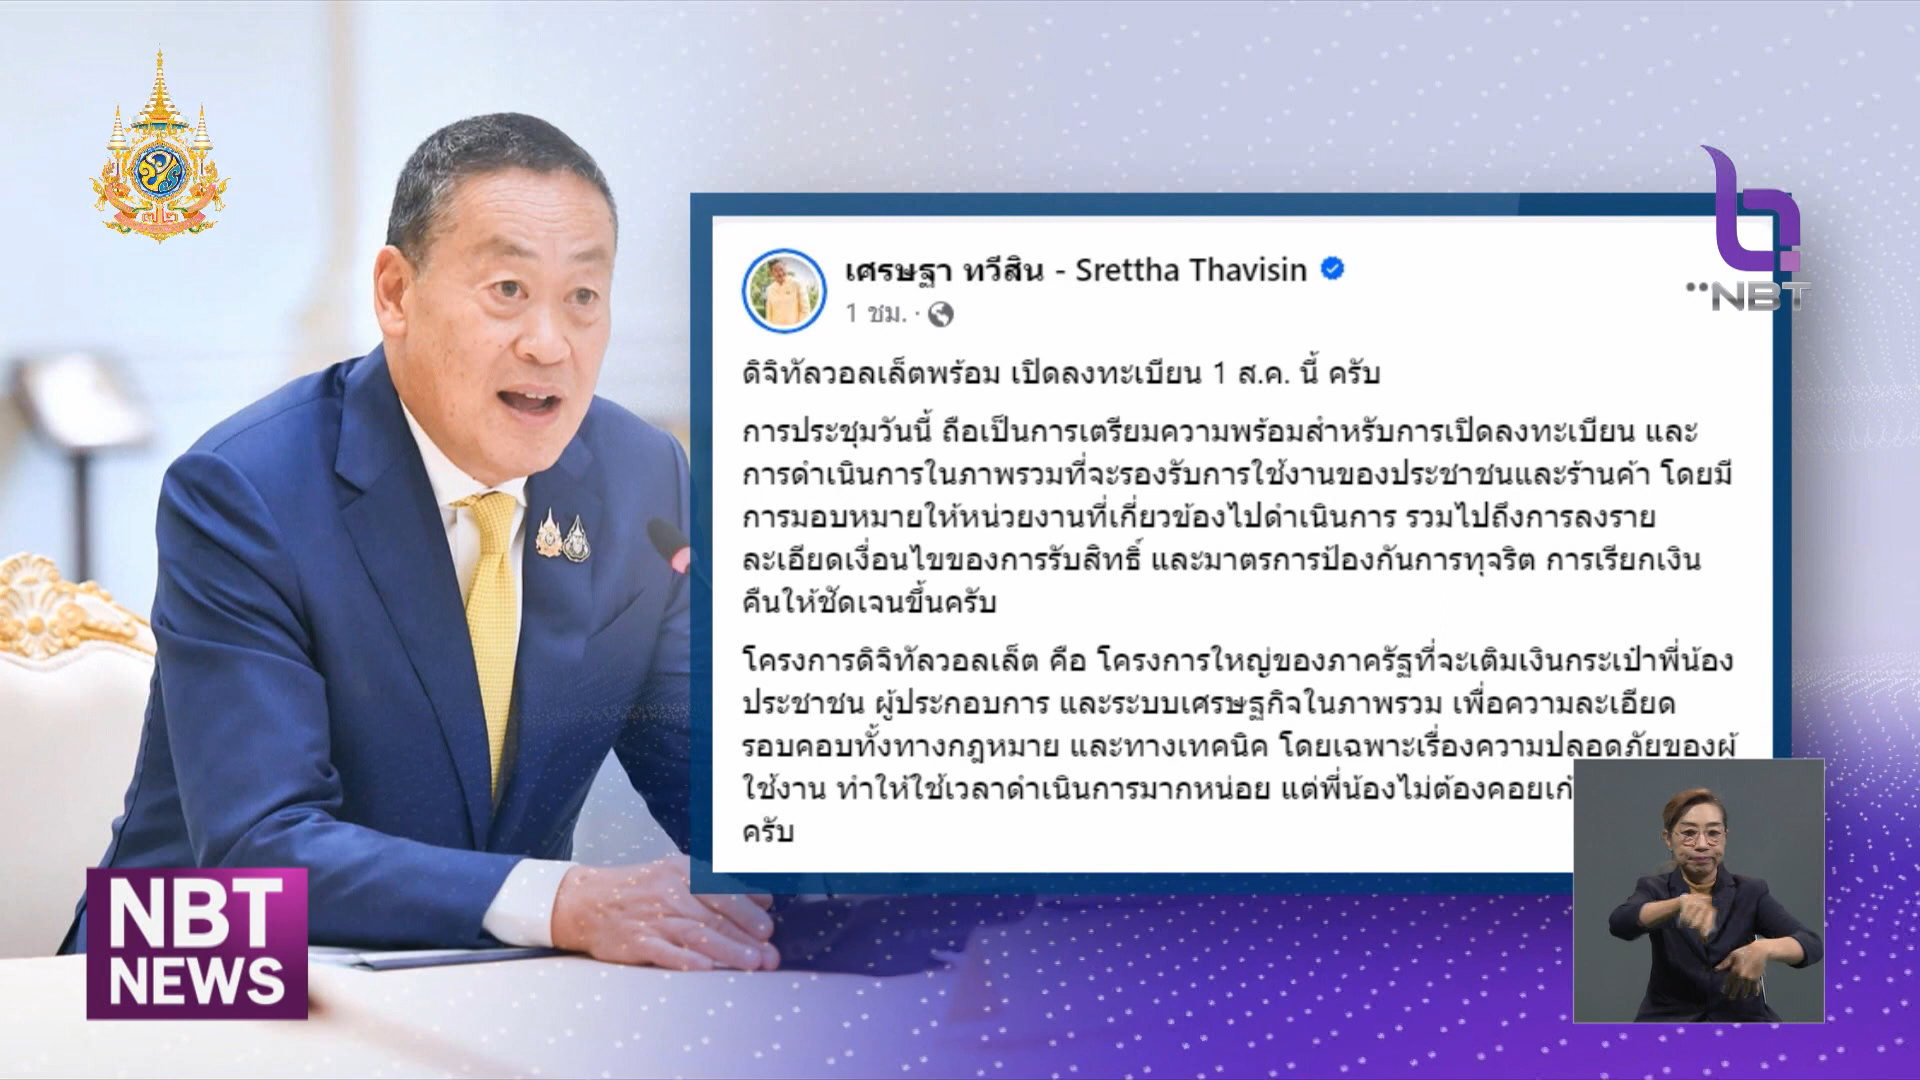 เศรษฐา ทวีสิน - Srettha Thavisin
1 ชม. ·
NBT
ดิจิทัลวอลเล็ตพร้อม เปิดลงทะเบียน 1 ส.ค. นี้ ครับ
การประชุมวันนี้ ถือเป็นการเตรียมความพร้อมสำหรับการเปิดลงทะเบียน และ
การดำเนินการในภาพรวมที่จะรองรับการใช้งานของประชาชนและร้านค้า โดยมี
การมอบหมายให้หน่วยงานที่เกี่ยวข้องไปดำเนินการ รวมไปถึงการลงราย
ละเอียดเงื่อนไขของการรับสิทธิ์ และมาตรการป้องกันการทุจริต การเรียกเงิน
คืนให้ชัดเจนขึ้นครับ
โครงการดิจิทัลวอลเล็ต คือ โครงการใหญ่ของภาครัฐที่จะเติมเงินกระเป๋าพี่น้อง
ประชาชน ผู้ประกอบการ และระบบเศรษฐกิจในภาพรวม เพื่อความละเอียด
รอบคอบทั้งทางกฎหมาย และทางเทคนิค โดยเฉพาะเรื่องความปลอดภัยของผู้
ใช้งาน ทำให้ใช้เวลาดำเนินการมากหน่อย แต่พี่น้องไม่ต้องคอย
ครับ
NBT
NEWS